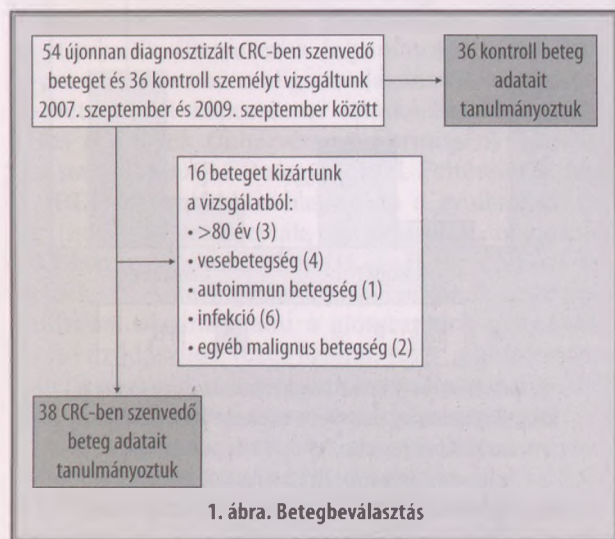 54 újonnan diagnosztizált CRC-ben szenvedő
beteget és 36 kontroll személyt vizsgáltunk
2007. szeptember és 2009. szeptember között
36 kontroll beteg
adatait
tanulmányoztuk
16 beteget kizártunk
vizsgálatból:
• >80 év (3)
• vesebetegség (4)
• autoimmun betegség (1)
• infekció (6)
• egyéb malignus betegség (2)
38 CRC-ben szenvedő
beteg adatait
tanulmányoztuk
1. ábra. Betegbeválasztás